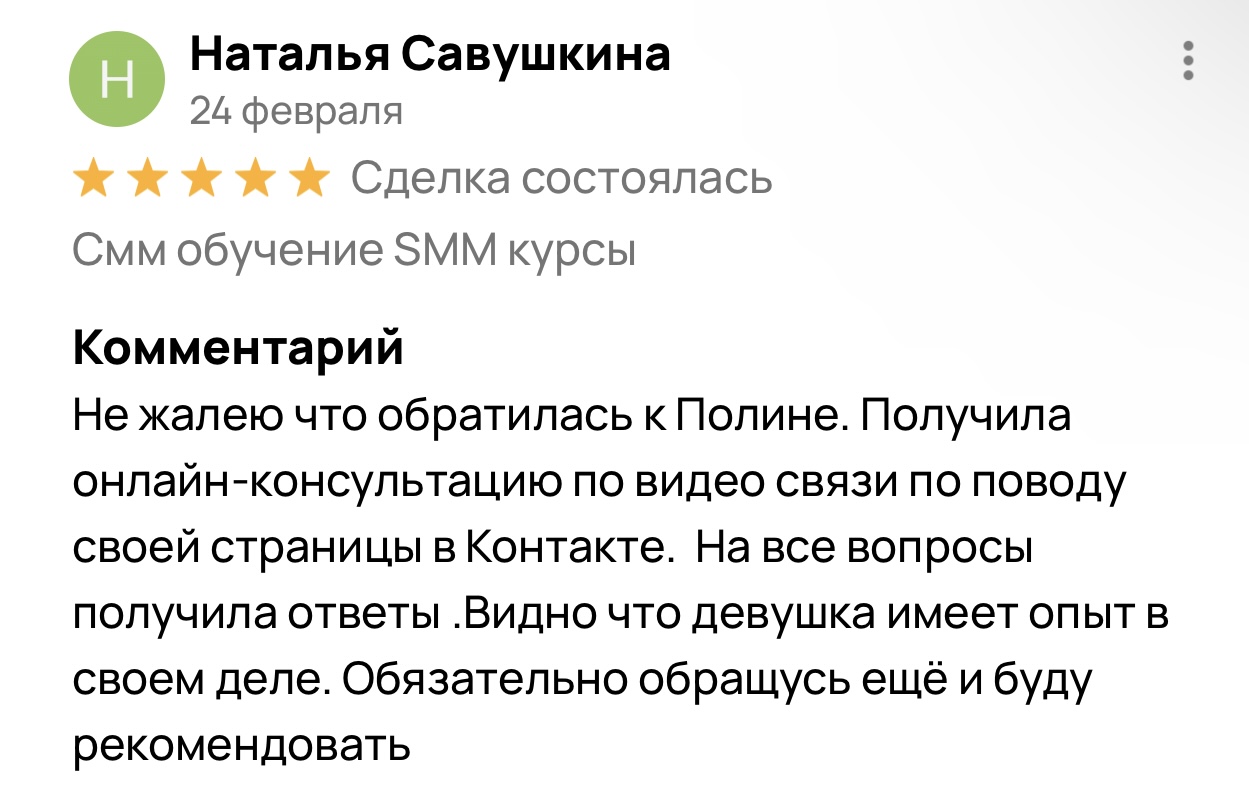 Н
Наталья Савушкина
24 февраля
Сделка состоялась
Смм обучение SMM курсы
Комментарий
Не жалею что обратилась к Полине. Получила
онлайн-консультацию по видео связи по поводу
своей страницы в Контакте.  На все вопросы
получила ответы .Видно что девушка имеет опыт в
своем деле. Обязательно обращусь ещё и буду
рекомендовать